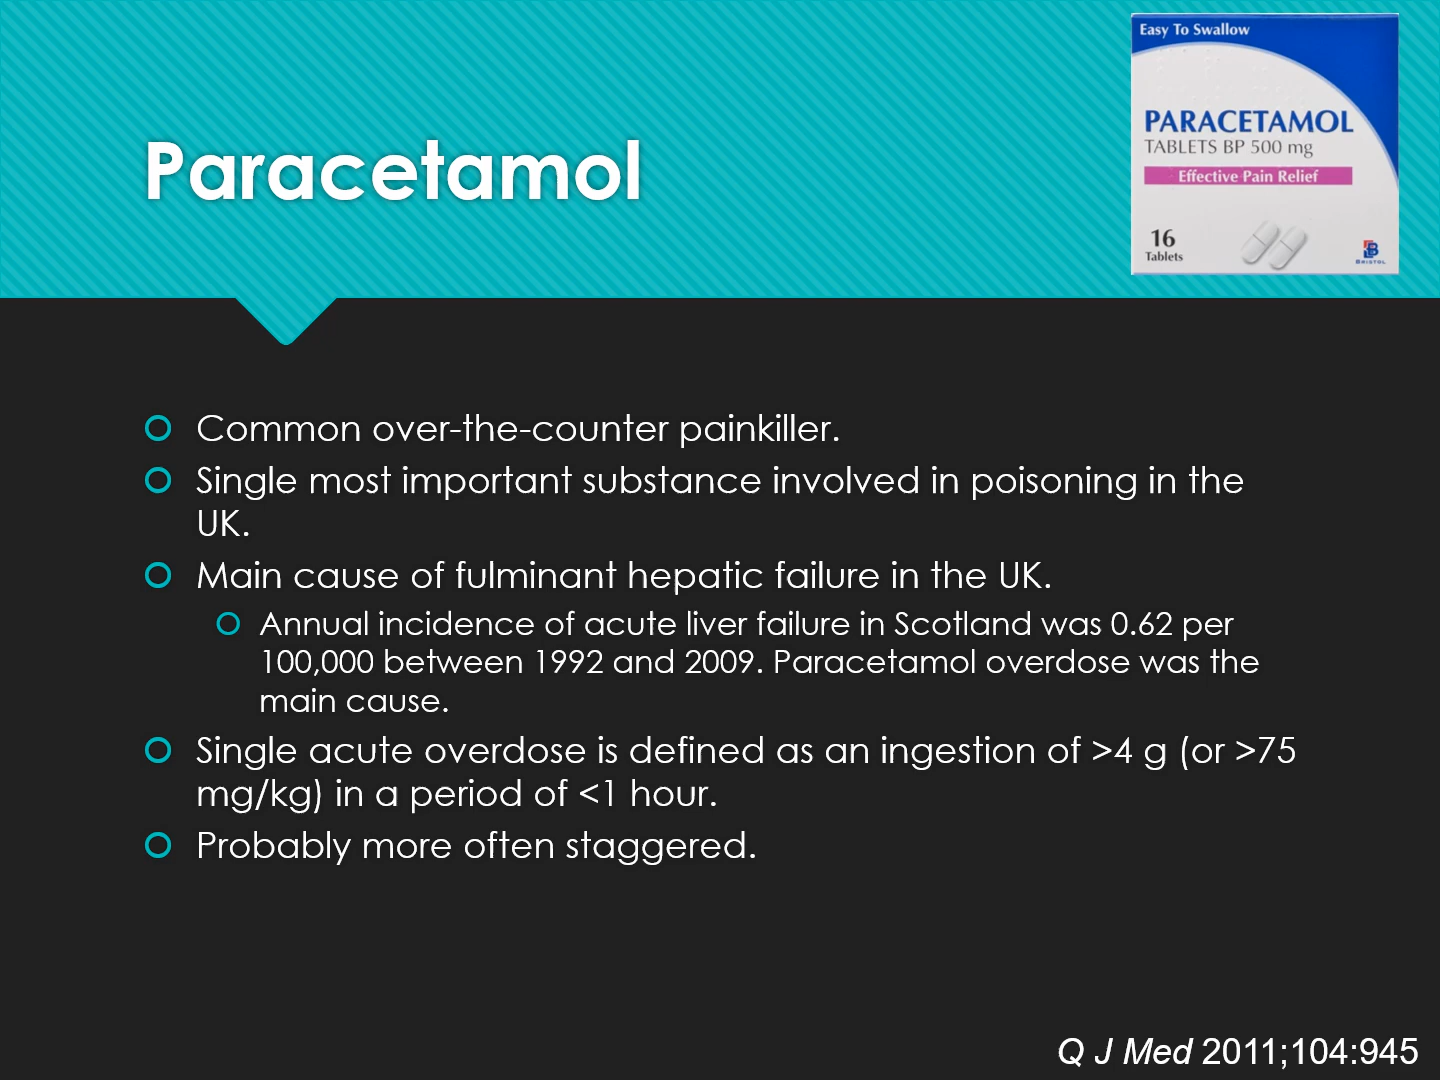 Easy To Swallow
PARACETAMOL
TABLETS BP 500 mg
Effective Pain Relief
16
Tablets
BRISTOL
Paracetamol
Common over-the-counter painkiller.
Single most important substance involved in poisoning in the
UK.
Main cause of fulminant hepatic failure in the UK.
Annual incidence of acute liver failure in Scotland was 0.62 per
100,000 between 1992 and 2009. Paracetamol overdose was the
main cause.
Single acute overdose is defined as an ingestion of >4 g (or >75
mg/kg) in a period of <1 hour.
Probably more often staggered.
Q J Med 2011;104:945